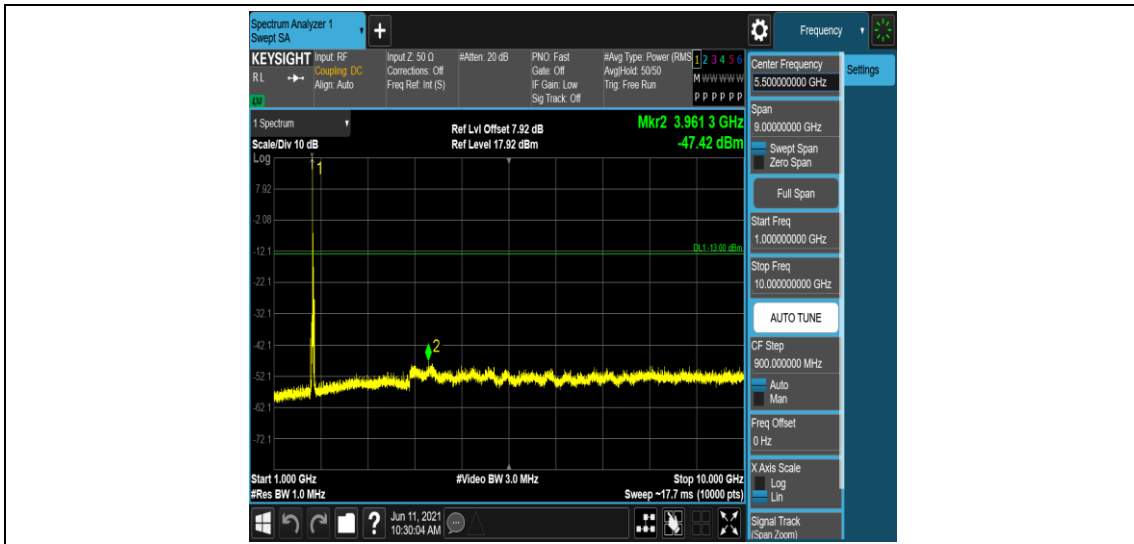 Spectrum Analyzer 1
Swept SA
+
Frequency
KEYSIGHT
RL
LXI
Input: RF
Coupling: DC
Align: Auto
Input Z: 50 Ω
Corrections: Off
Freq Ref: Int (S)
#Atten: 20 dB
PNO: Fast
Gate: Off
IF Gain: Low
Sig Track: Off
#Avg Type: Power (RMS
Avg|Hold: 50/50
Trig: Free Run
1 2 3 4 5 6
M W W W W W
P P P P P P
1 Spectrum
Scale/Div 10 dB
Log
Ref Lvl Offset 7.92 dB
Ref Level 17.92 dBm
Mkr2 3.961 3 GHz
-47.42 dBm
1
7.92
-2.08
-12.1
DL1 -13.00 dBm
-22.1
-32.1
-42.1
2
-52.1
-62.1
-72.1
Start 1.000 GHz
#Res BW 1.0 MHz
#Video BW 3.0 MHz
Stop 10.000 GHz
Sweep ~17.7 ms (10000 pts)
Center Frequency
5.500000000 GHz
Settings
Span
9.00000000 GHz
Swept Span
Zero Span
Full Span
Start Freq
1.000000000 GHz
Stop Freq
10.000000000 GHz
AUTO TUNE
CF Step
900.000000 MHz
Auto
Man
Freq Offset
0 Hz
X Axis Scale
Log
Lin
Signal Track
(Span Zoom)
?
Jun 11, 2021
10:30:04 AM